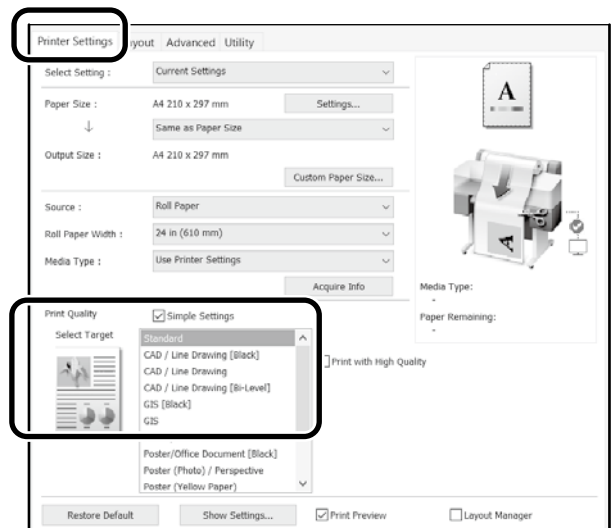 Printer Settings yout Advanced Utility
Select Setting : Current Settings
Paper Size : A4 210 x 297 mm Settings...
↓ Same as Paper Size
Output Size : A4 210 x 297 mm
Custom Paper Size...
Source : Roll Paper
Roll Paper Width : 24 in (610 mm)
Media Type : Use Printer Settings
Acquire Info
A
A
Media Type:
-
Paper Remaining:
-
Print Quality Simple Settings
Select Target Standard
CAD / Line Drawing [Black]
CAD / Line Drawing
CAD / Line Drawing [Bi-Level]
GIS [Black]
GIS
Print with High Quality
Poster/Office Document [Black]
Poster (Photo) / Perspective
Poster (Yellow Paper)
Restore Default Show Settings... Print Preview Layout Manager